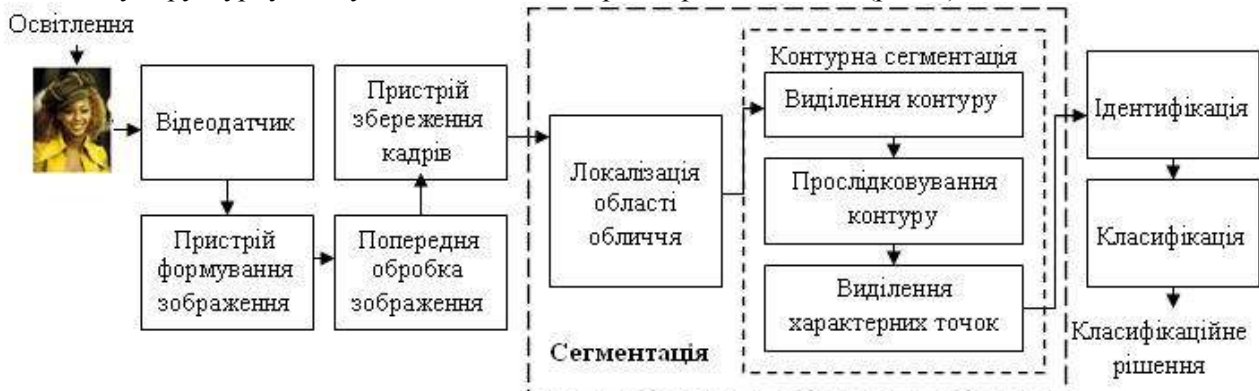 Освітлення
Відеодатчик
Пристрій
формування
зображення
Попередня
обробка
зображення
Пристрій
збереження
кадрів
Локалізація
області
обличчя
Сегментація
Контурна сегментація
Виділення контуру
Прослідковування
контуру
Виділення
характерних точок
Ідентифікація
Класифікація
Класифікаційне
рішення